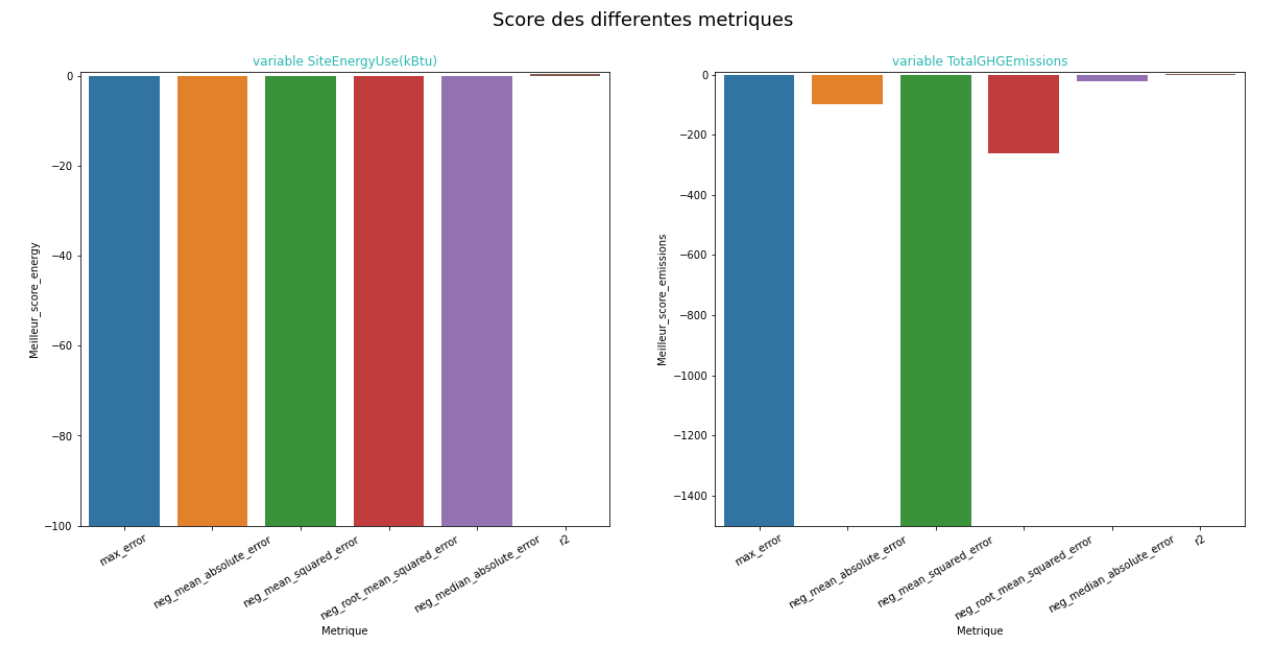 Score des differentes metriques
variable SiteEnergyUse(kBtu)
Meilleur_score_energy
0
−20
−40
−60
−80
−100
max_error
neg_mean_absolute_error
neg_mean_squared_error
neg_root_mean_squared_error
neg_median_absolute_error
r2
Metrique
variable TotalGHGEmissions
Meilleur_score_emissions
0
−200
−400
−600
−800
−1000
−1200
−1400
max_error
neg_mean_absolute_error
neg_mean_squared_error
neg_root_mean_squared_error
neg_median_absolute_error
r2
Metrique